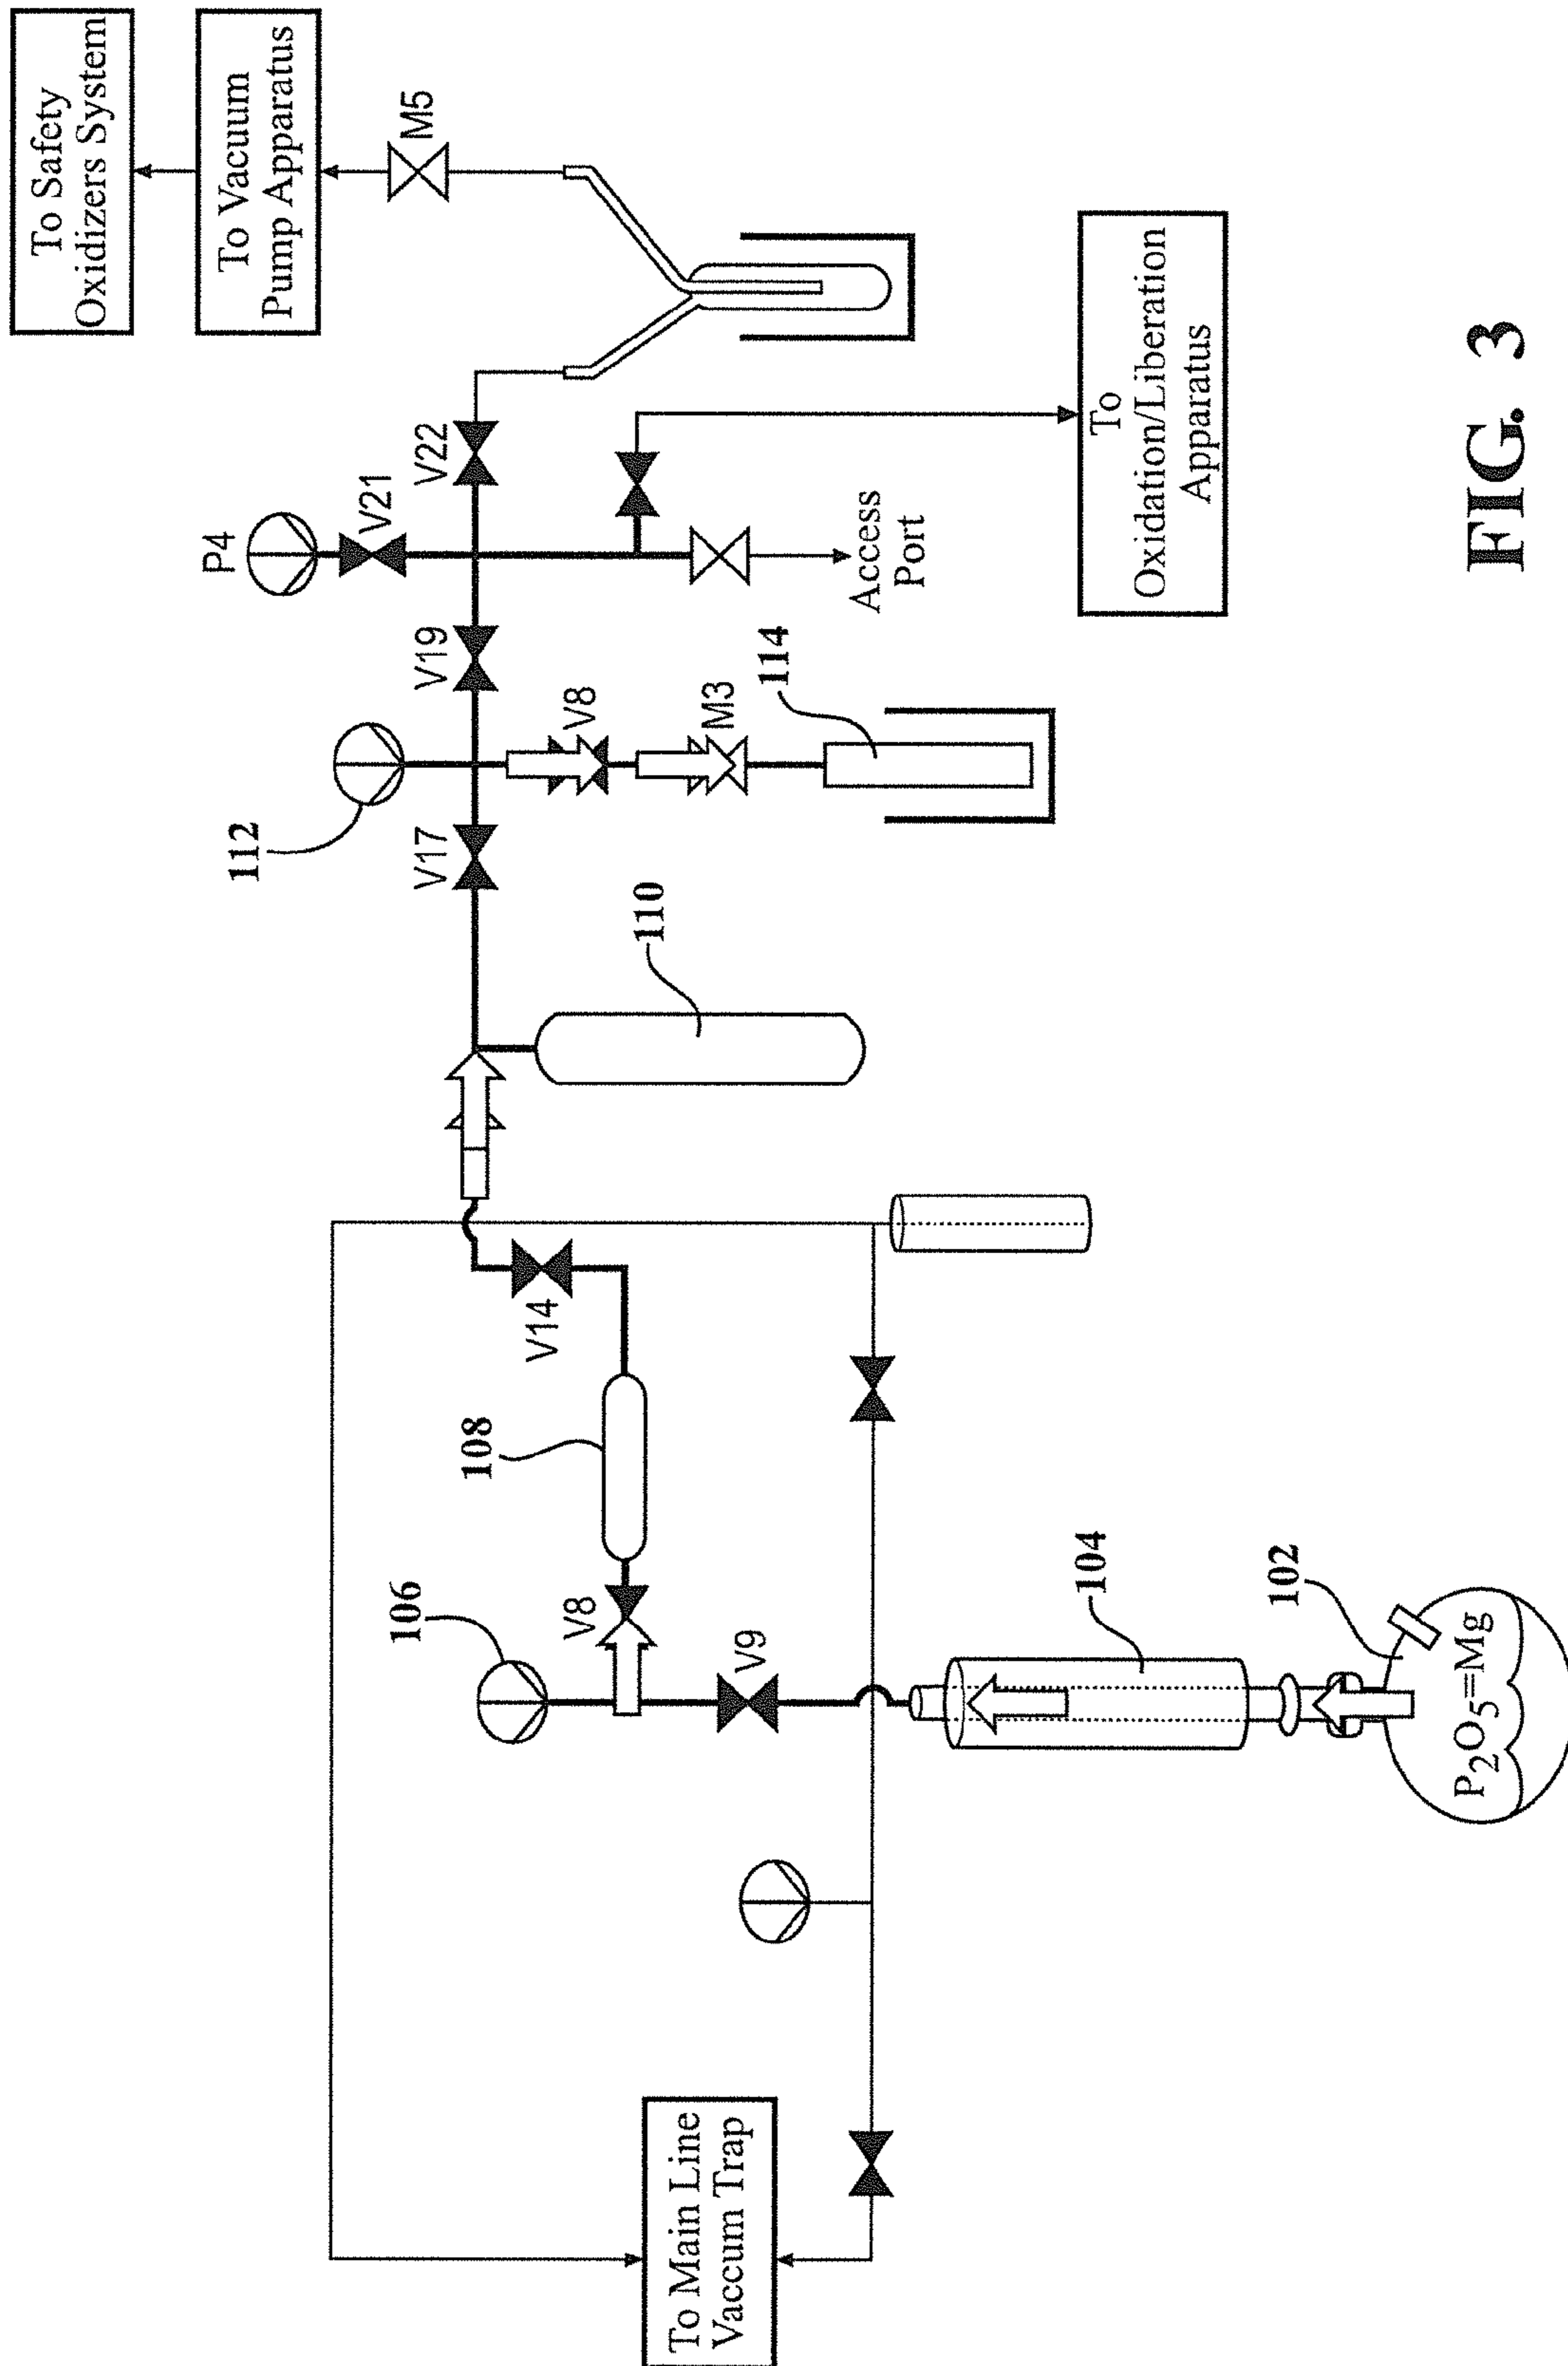 To Safety
Oxidizers System
To Vacuum
Pump Apparatus
M5
P4
V21
V22
V19
Access
Port
To
Oxidation/Liberation
Apparatus
112
V17
V8
M3
114
110
V14
108
106
V8
V9
104
102
P₂O₅=Mg
To Main Line
Vaccum Trap
FIG. 3